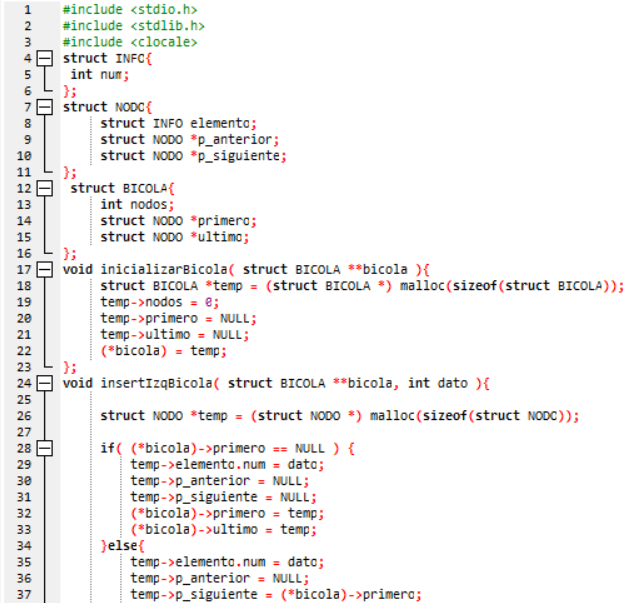 1 #include <stdio.h>
2 #include <stdlib.h>
3 #include <clocale>
4 struct INFO{
5 int num;
6 };
7 struct NODO{
8 struct INFO elemento;
9 struct NODO *p_anterior;
10 struct NODO *p_siguiente;
11 };
12 struct BICOLA{
13 int nodos;
14 struct NODO *primero;
15 struct NODO *ultimo;
16 };
17 void inicializarBicola( struct BICOLA **bicola ){
18 struct BICOLA *temp = (struct BICOLA *) malloc(sizeof(struct BICOLA));
19 temp->nodos = 0;
20 temp->primero = NULL;
21 temp->ultimo = NULL;
22 (*bicola) = temp;
23 };
24 void insertIzqBicola( struct BICOLA **bicola, int dato ){
25
26 struct NODO *temp = (struct NODO *) malloc(sizeof(struct NODO));
27
28 if( (*bicola)->primero == NULL ) {
29 temp->elemento.num = dato;
30 temp->p_anterior = NULL;
31 temp->p_siguiente = NULL;
32 (*bicola)->primero = temp;
33 (*bicola)->ultimo = temp;
34 }else{
35 temp->elemento.num = dato;
36 temp->p_anterior = NULL;
37 temp->p_siguiente = (*bicola)->primero;